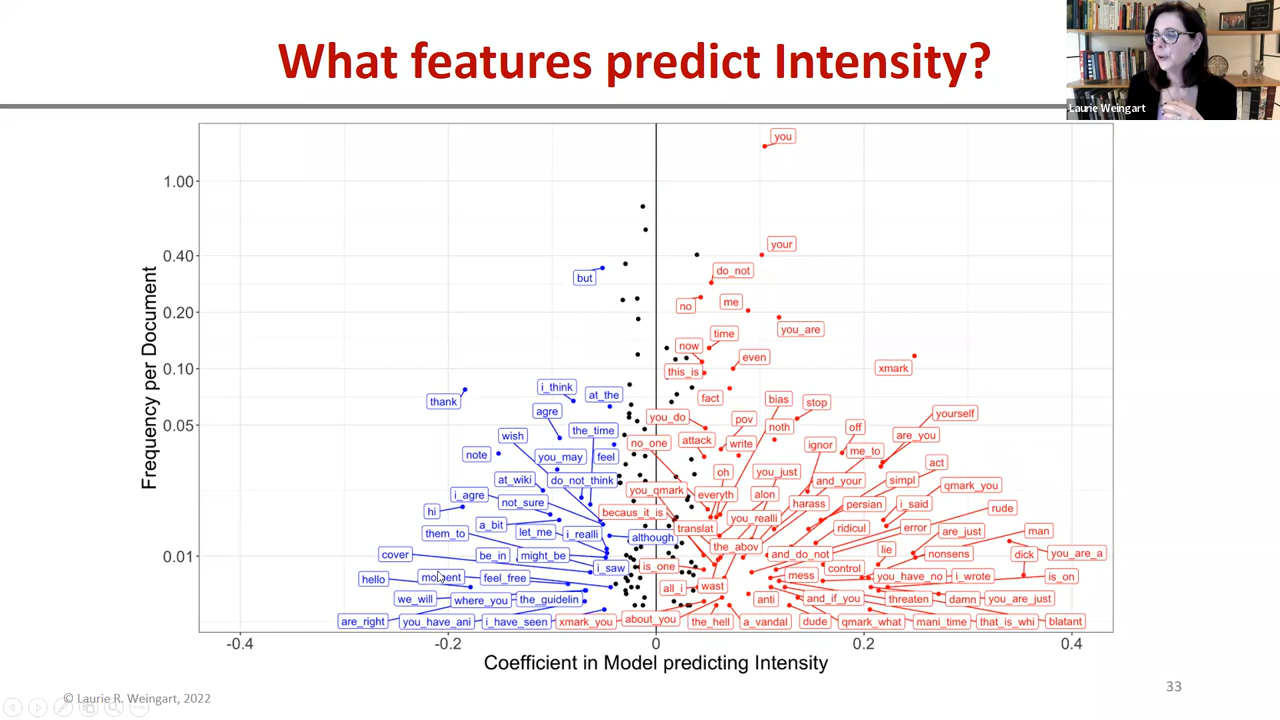 What features predict Intensity?
Laurie Weingart
you
1.00
your
0.40
do_not
but
no
me
0.20
you_are
time
now
even
0.10
this_is
xmark
i_think
at_the
thank
fact
bias
stop
agre
you_do
pov
yourself
0.05
the_time
noth
off
wish
no_one
attack
write
ignor
me_to
are_you
note
you_may
feel
act
at_wiki
do_not_think
oh
you_just
and_your
simpl
qmark_you
i_agre
you_qmark
everyth
alon
not_sure
harass
persian
i_said
rude
hi
becaus_it_is
a_bit
let_me
i_realli
translat
you_realli
ridicul
error
are_just
man
them_to
although
the_abov
lie
0.01
cover
be_in
might_be
and_do_not
nonsens
dick
you_are_a
i_saw
is_one
control
hello
moment
feel_free
mess
you_have_no
i_wrote
is_on
all_i
wast
we_will
where_you
the_guidelin
anti
and_if_you
threaten
damn
you_are_just
are_right
you_have_ani
i_have_seen
xmark_you
about_you
the_hell
a_vandal
dude
qmark_what
mani_time
that_is_whi
blatant
-0.4
-0.2
0
0.2
0.4
Frequency per Document
Coefficient in Model predicting Intensity
© Laurie R. Weingart, 2022
33